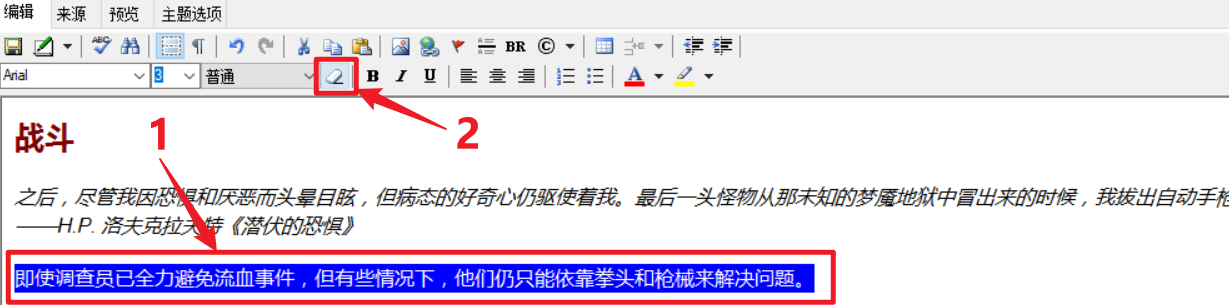 编辑 来源 预览 主题选项
ABC BR ©
Arial 3 普通 B I U A
1 2
战斗
之后，尽管我因恐惧和厌恶而头晕目眩，但病态的好奇心仍驱使着我。最后一头怪物从那未知的梦魇地狱中冒出来的时候，我拔出自动手枪
——H.P. 洛夫克拉夫特《潜伏的恐惧》
即使调查员已全力避免流血事件，但有些情况下，他们仍只能依靠拳头和枪械来解决问题。